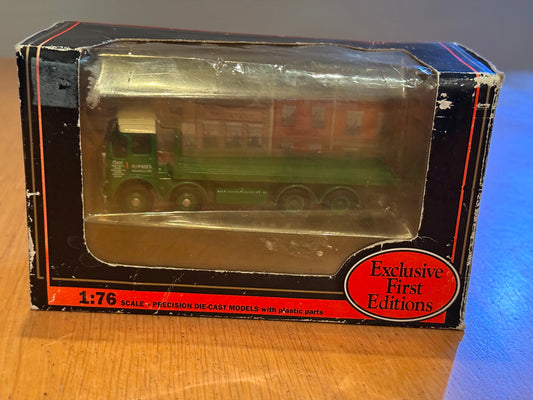 1:76 SCALE - PRECISION DIE-CAST MODELS with plastic parts
Exclusive
First
Editions